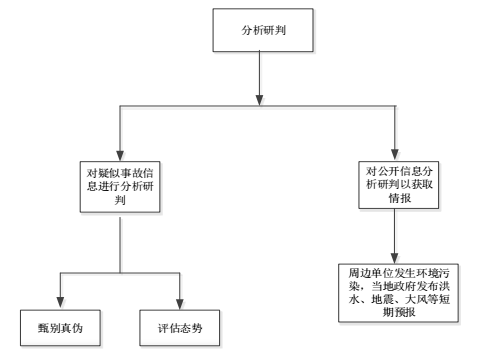 分析研判
对疑似事故信
息进行分析研
判
对公开信息分
析研判以获取
情报
周边单位发生环境污
染，当地政府发布洪
水、地震、大风等短
期预报
甄别真伪
评估态势